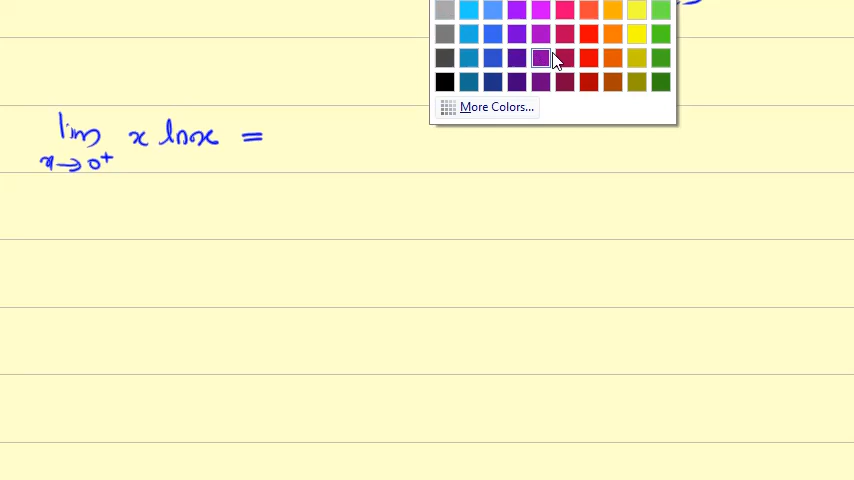 More Colors...
lim x ln x =
x→0⁺